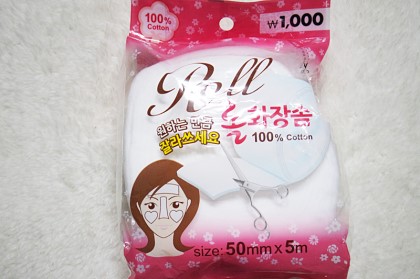 100%
Cotton
₩1,000
Roll
원하는 만큼
잘라쓰세요
롤화장솜
100% Cotton
size: 50mm x 5m